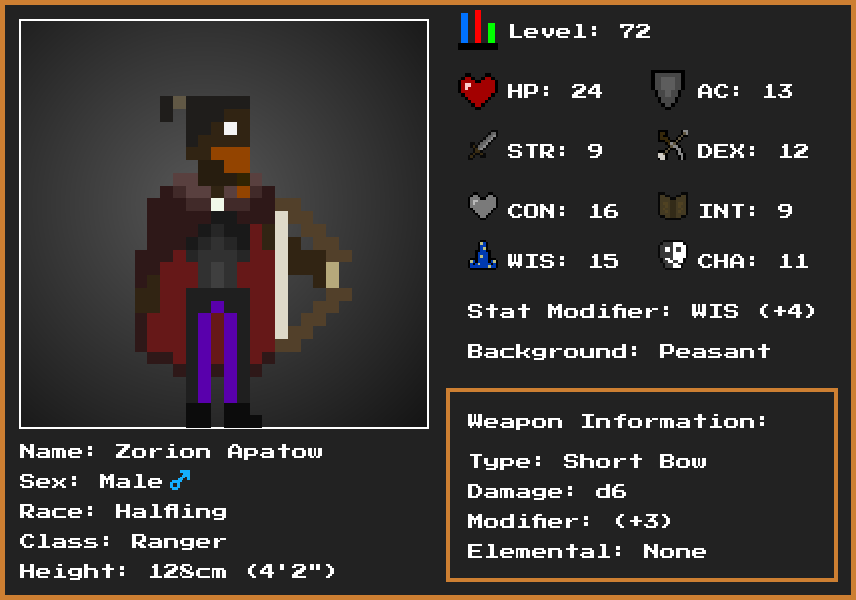 Level: 72
HP: 24
AC: 13
STR: 9
DEX: 12
CON: 16
INT: 9
WIS: 15
CHA: 11
Stat Modifier: WIS (+4)
Background: Peasant
Weapon Information:
Type: Short Bow
Damage: d6
Modifier: (+3)
Elemental: None
Name: Zorion Apatow
Sex: Male ♂
Race: Halfling
Class: Ranger
Height: 128cm (4'2")